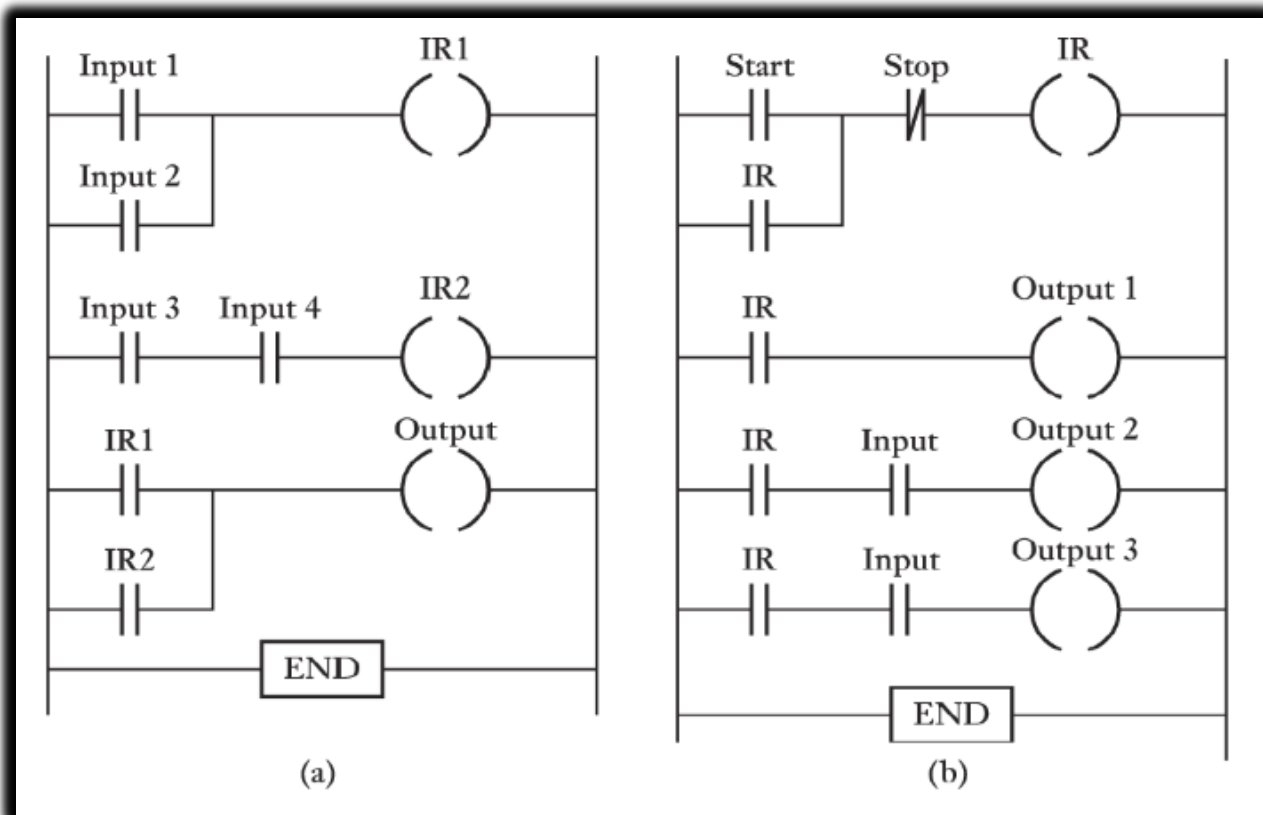 Input 1
IR1
Input 2
Input 3
Input 4
IR2
IR1
Output
IR2
END
(a)
Start
Stop
IR
IR
IR
Output 1
IR
Input
Output 2
IR
Input
Output 3
END
(b)